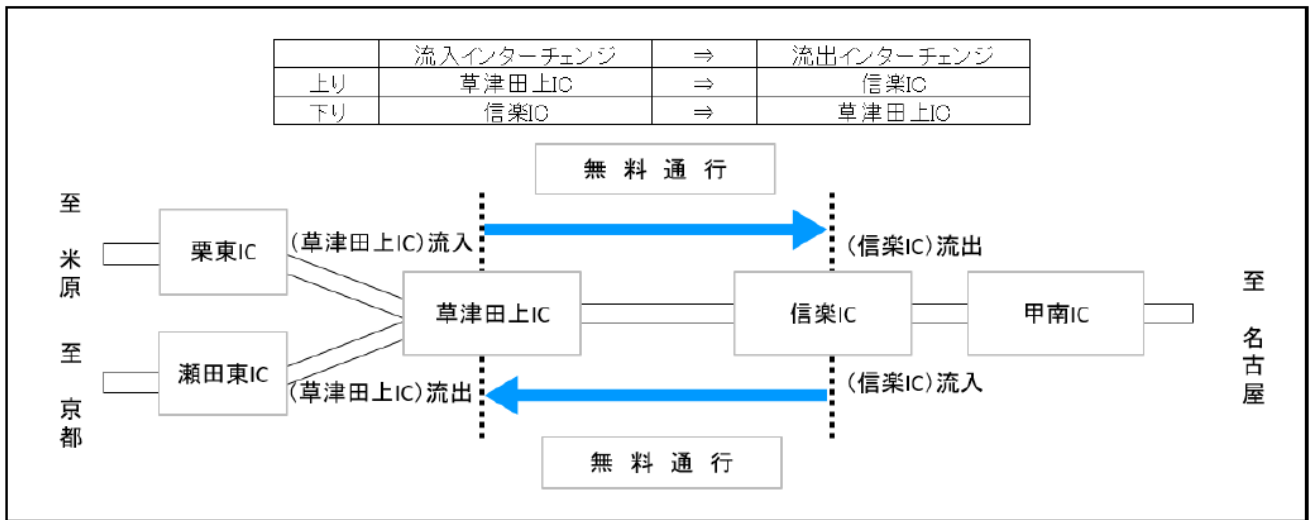 流入インターチェンジ ⇒ 流出インターチェンジ
上り 草津田上IC ⇒ 信楽IC
下り 信楽IC ⇒ 草津田上IC
無料通行
至米原
栗東IC
(草津田上IC)流入
(信楽IC)流出
草津田上IC
信楽IC
甲南IC
至名古屋
至京都
瀬田東IC
(草津田上IC)流出
(信楽IC)流入
無料通行